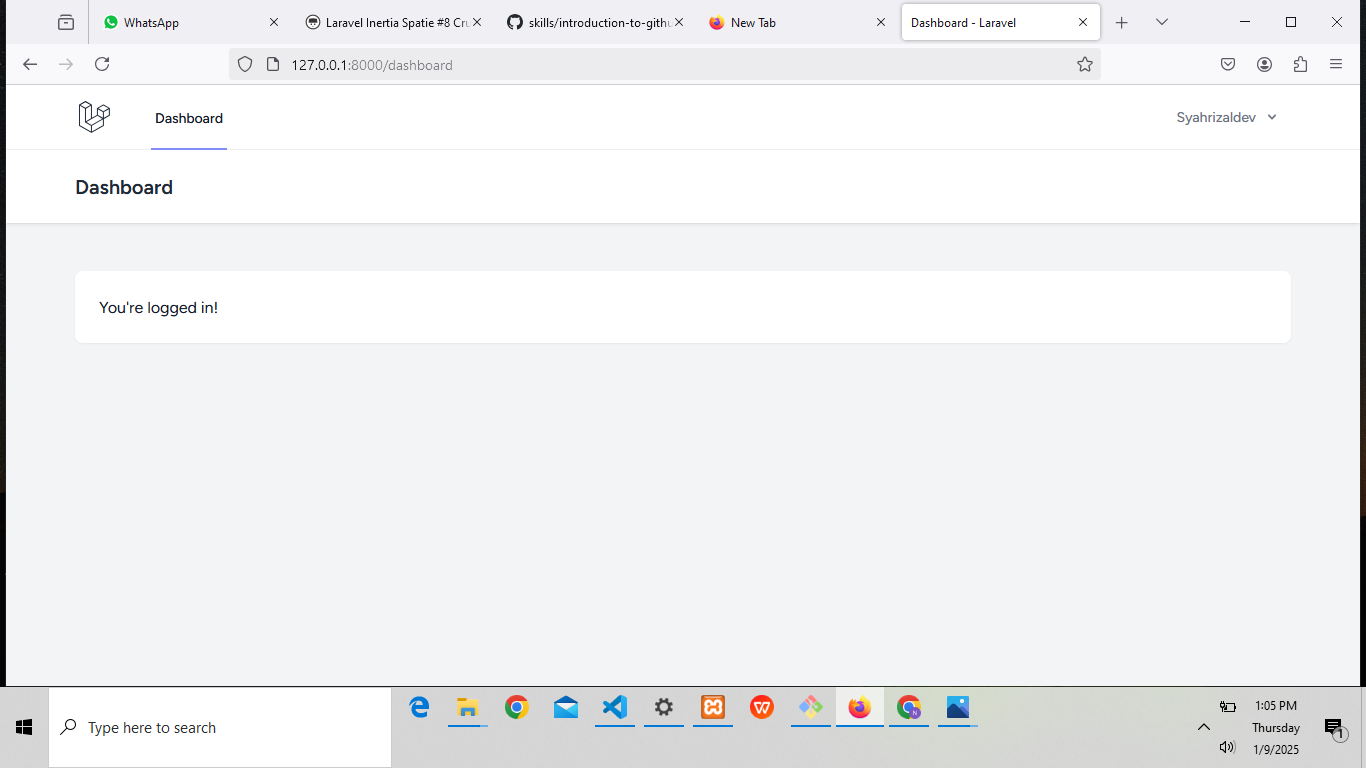 WhatsApp
Laravel Inertia Spatie #8 Cru
skills/introduction-to-githu
New Tab
Dashboard - Laravel
127.0.0.1:8000/dashboard
Dashboard
Syahrizaldev
Dashboard
You're logged in!
Type here to search
1:05 PM
Thursday
1/9/2025
1